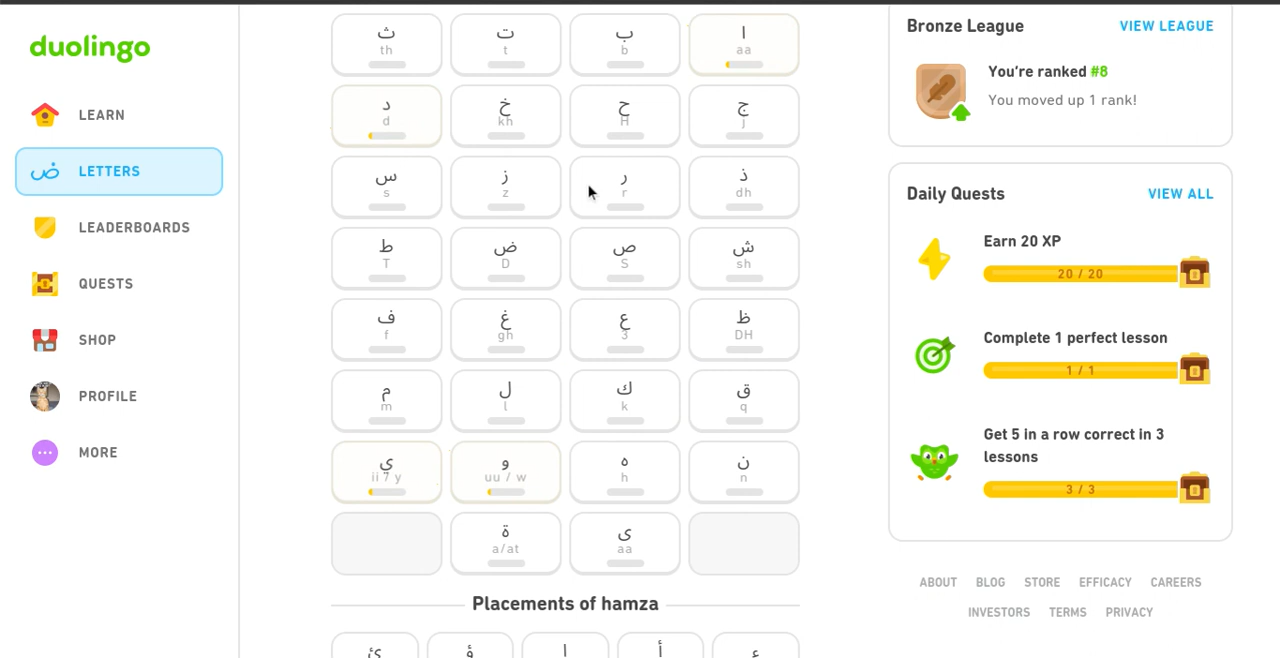 duolingo
LEARN
ض LETTERS
LEADERBOARDS
QUESTS
SHOP
PROFILE
MORE
ا ب ت ث
aa b t th
ج ح خ د
j H kh d
ذ ر ز س
dh r z s
ش ص ض ط
sh S D T
ظ ع غ ف
DH 3 gh f
ق ك ل م
q k l m
ن ه و ي
n h uu / w ii / y
ى ة
aa a/at
Placements of hamza
ء أ إ ؤ ئ
Bronze League VIEW LEAGUE
You're ranked #8
You moved up 1 rank!
Daily Quests VIEW ALL
Earn 20 XP
20 / 20
Complete 1 perfect lesson
1 / 1
Get 5 in a row correct in 3
lessons
3 / 3
ABOUT BLOG STORE EFFICACY CAREERS
INVESTORS TERMS PRIVACY